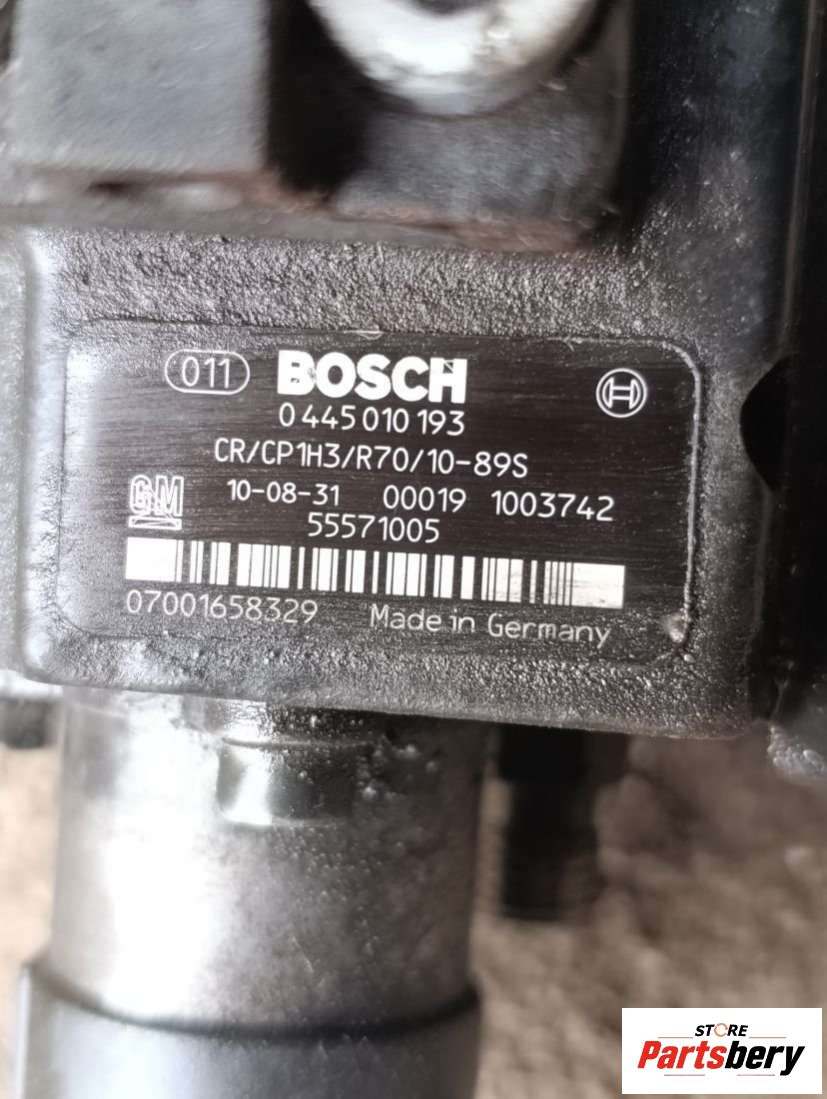 011 BOSCH
0 445 010 193
CR/CP1H3/R70/10-89S
GM 10-08-31 00019 1003742
55571005
07001658329 Made in Germany
STORE
Partsbery